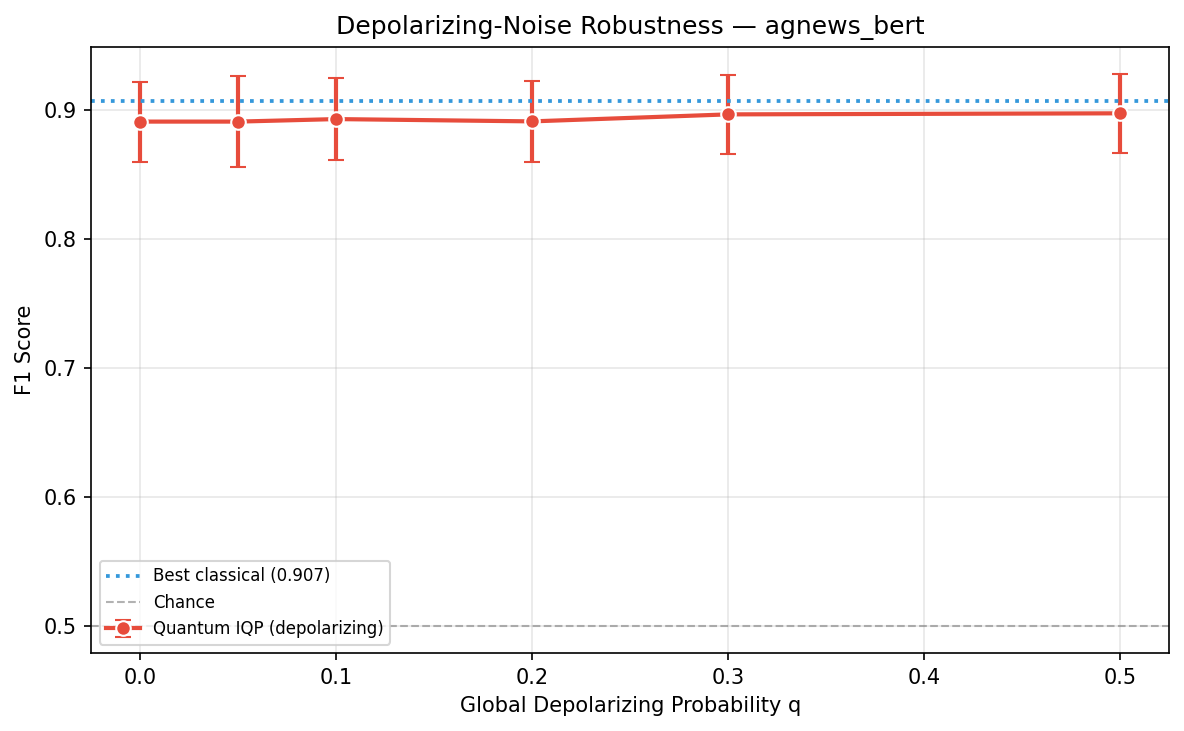 Depolarizing-Noise Robustness — agnews_bert
F1 Score
0.9
0.8
0.7
0.6
0.5
Best classical (0.907)
Chance
Quantum IQP (depolarizing)
0.0 0.1 0.2 0.3 0.4 0.5
Global Depolarizing Probability q